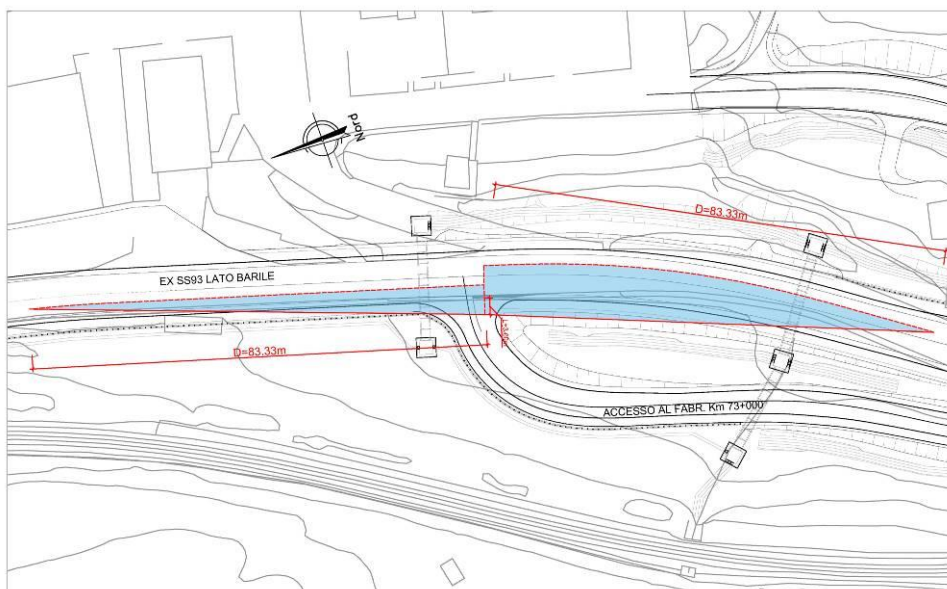 Nord
D=83.33m
EX SS93 LATO BARILE
D=83.33m
ACCESSO AL FABR. Km 73+000